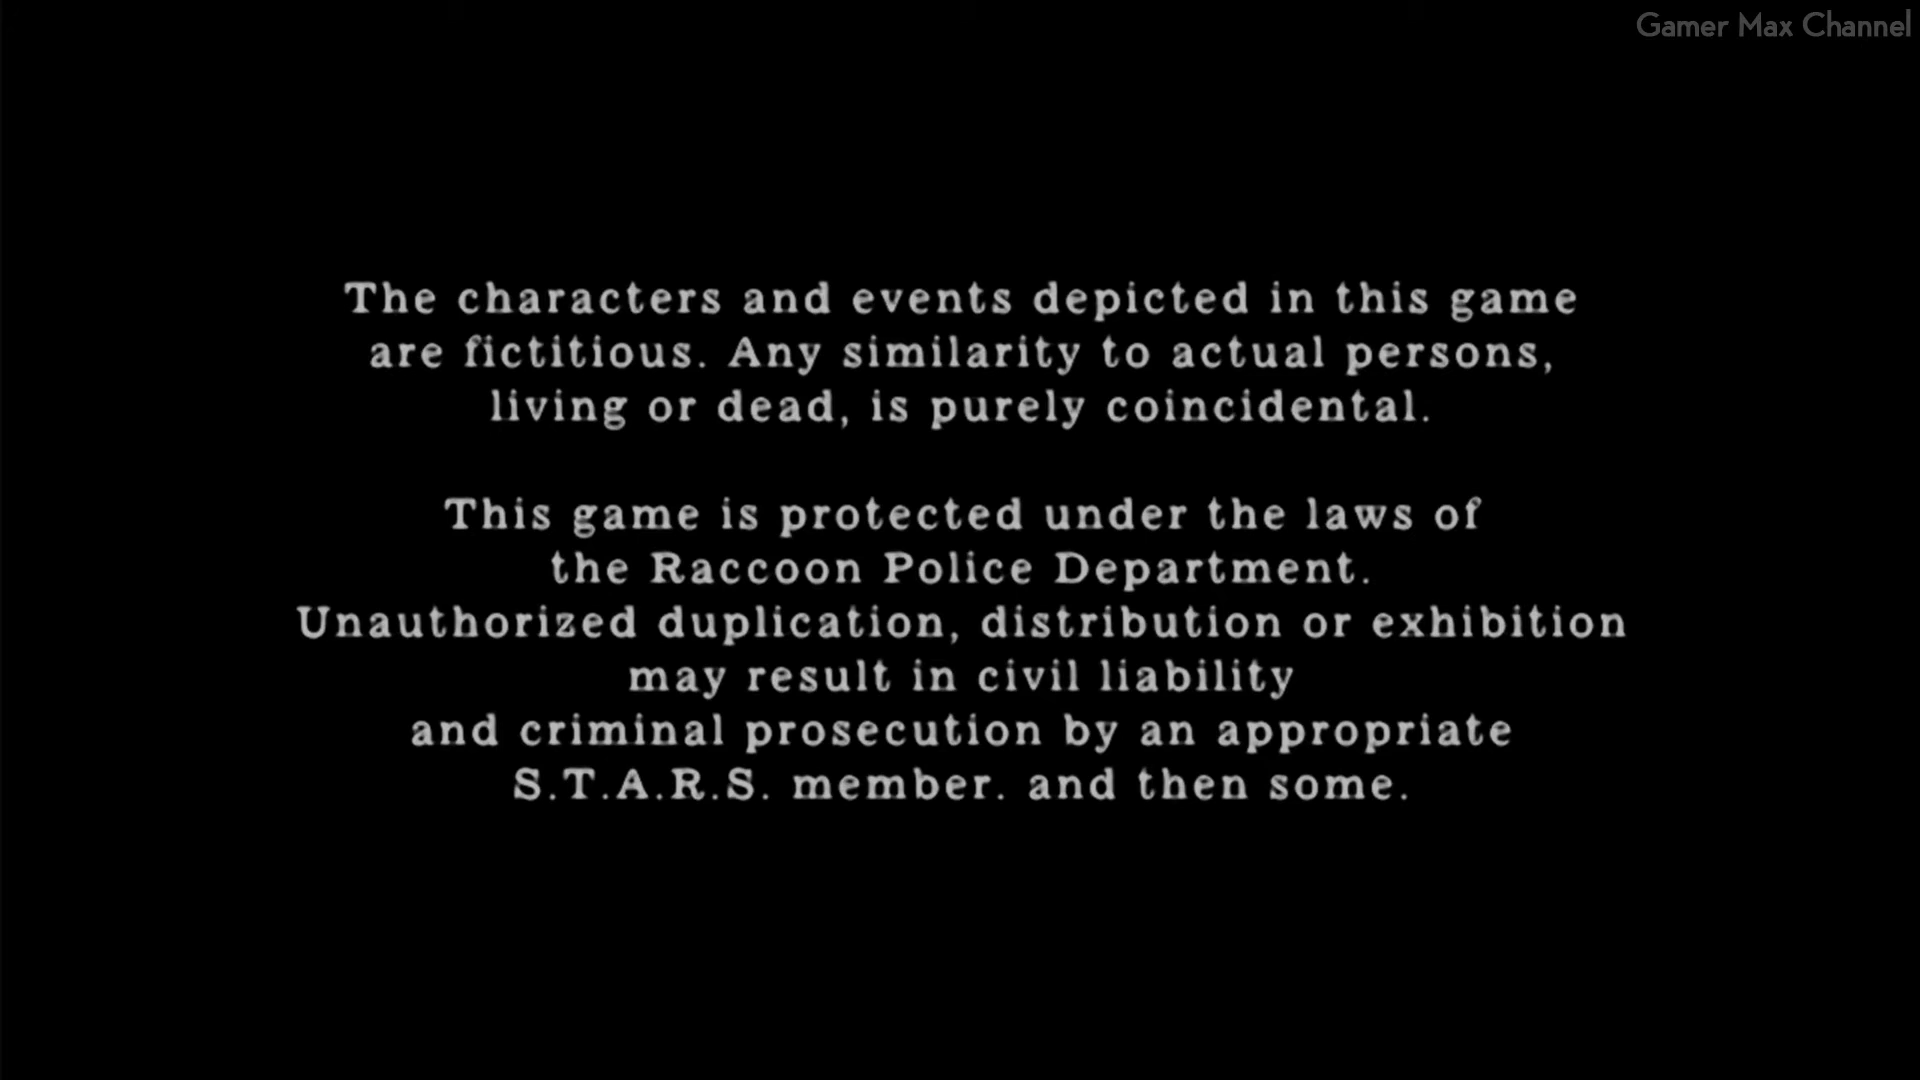 Gamer Max Channel
The characters and events depicted in this game
are fictitious. Any similarity to actual persons,
living or dead, is purely coincidental.
This game is protected under the laws of
the Raccoon Police Department.
Unauthorized duplication, distribution or exhibition
may result in civil liability
and criminal prosecution by an appropriate
S.T.A.R.S. member. and then some.